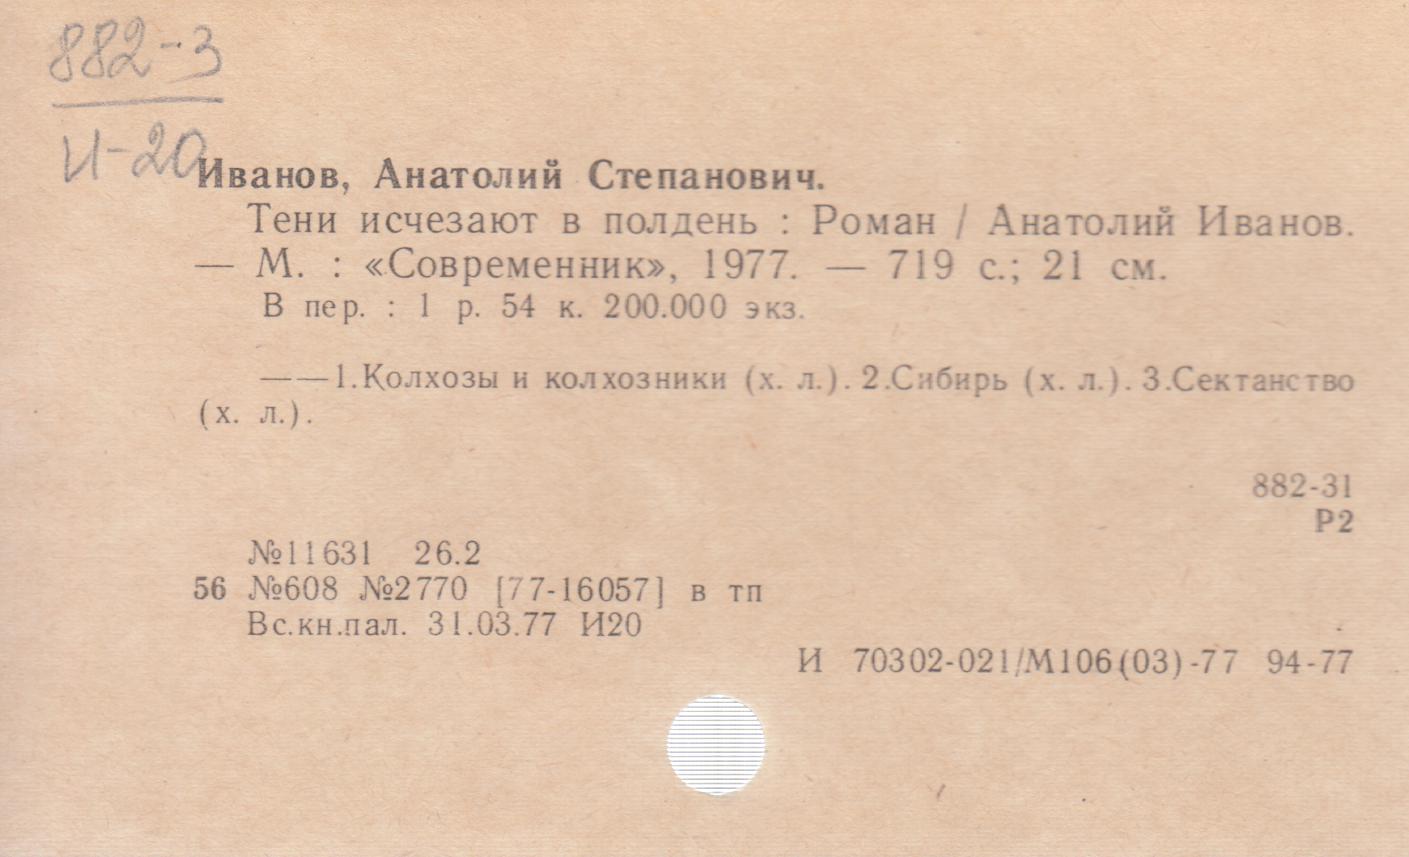 882-3
И-20
Иванов, Анатолий Степанович.
Тени исчезают в полдень : Роман / Анатолий Иванов.
— М. : «Современник», 1977. — 719 с.; 21 см.
В пер. : 1 р. 54 к. 200.000 экз.
——1.Колхозы и колхозники (х. л.). 2.Сибирь (х. л.). 3.Сектанство
(х. л.).
882-31
Р2
№11631 26.2
56 №608 №2770 [77-16057] в тп
Вс.кн.пал. 31.03.77 И20
И 70302-021/М106(03)-77 94-77